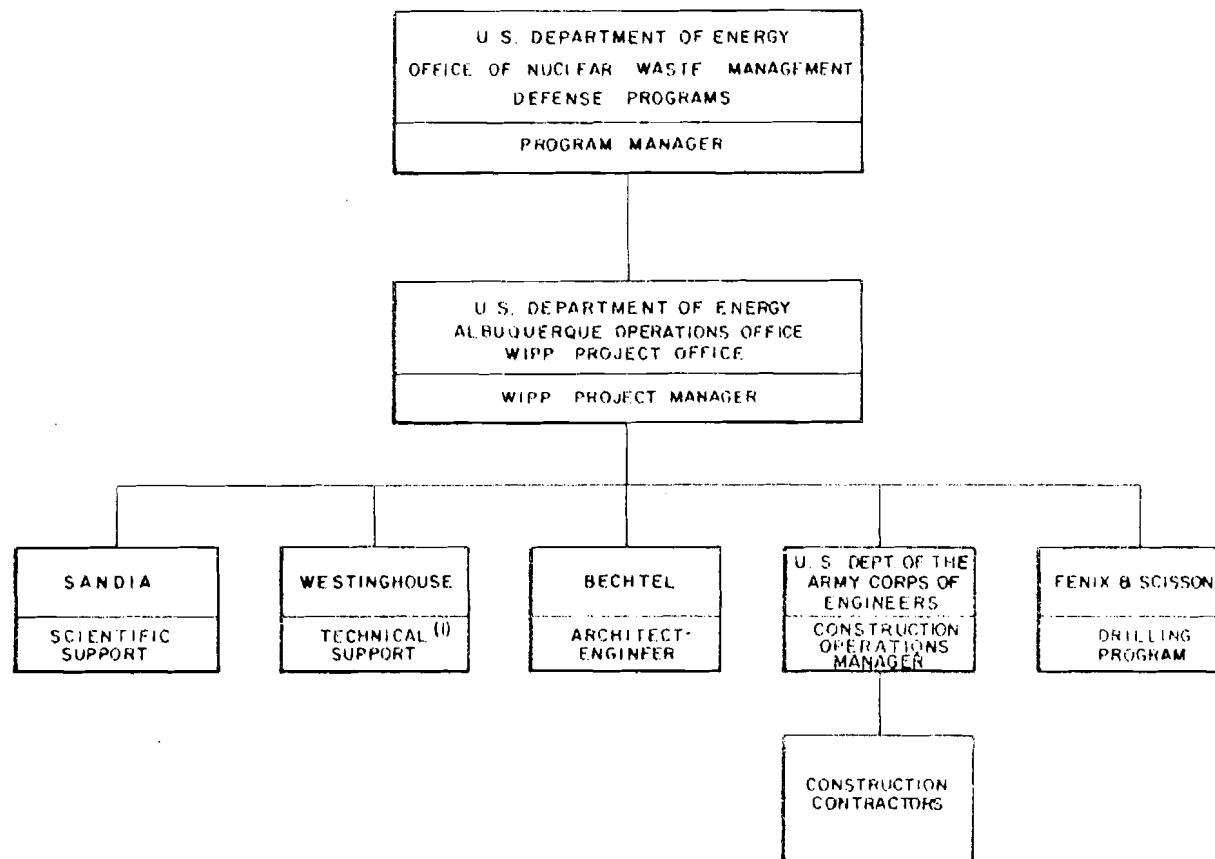 U S. DEPARTMENT OF ENERGY
OFFICE OF NUCLEAR WASTE MANAGEMENT
DEFENSE PROGRAMS
PROGRAM MANAGER
U S. DEPARTMENT OF ENERGY
ALBUQUERQUE OPERATIONS OFFICE
WIPP PROJECT OFFICE
WIPP PROJECT MANAGER
SANDIA
SCIENTIFIC
SUPPORT
WESTINGHOUSE
TECHNICAL (1)
SUPPORT
BECHTEL
ARCHITECT-
ENGINEER
U. S DEPT OF THE
ARMY CORPS OF
ENGINEERS
CONSTRUCTION
OPERATIONS
MANAGER
FENIX & SCISSON
DRILLING
PROGRAM
CONSTRUCTION
CONTRACTORS